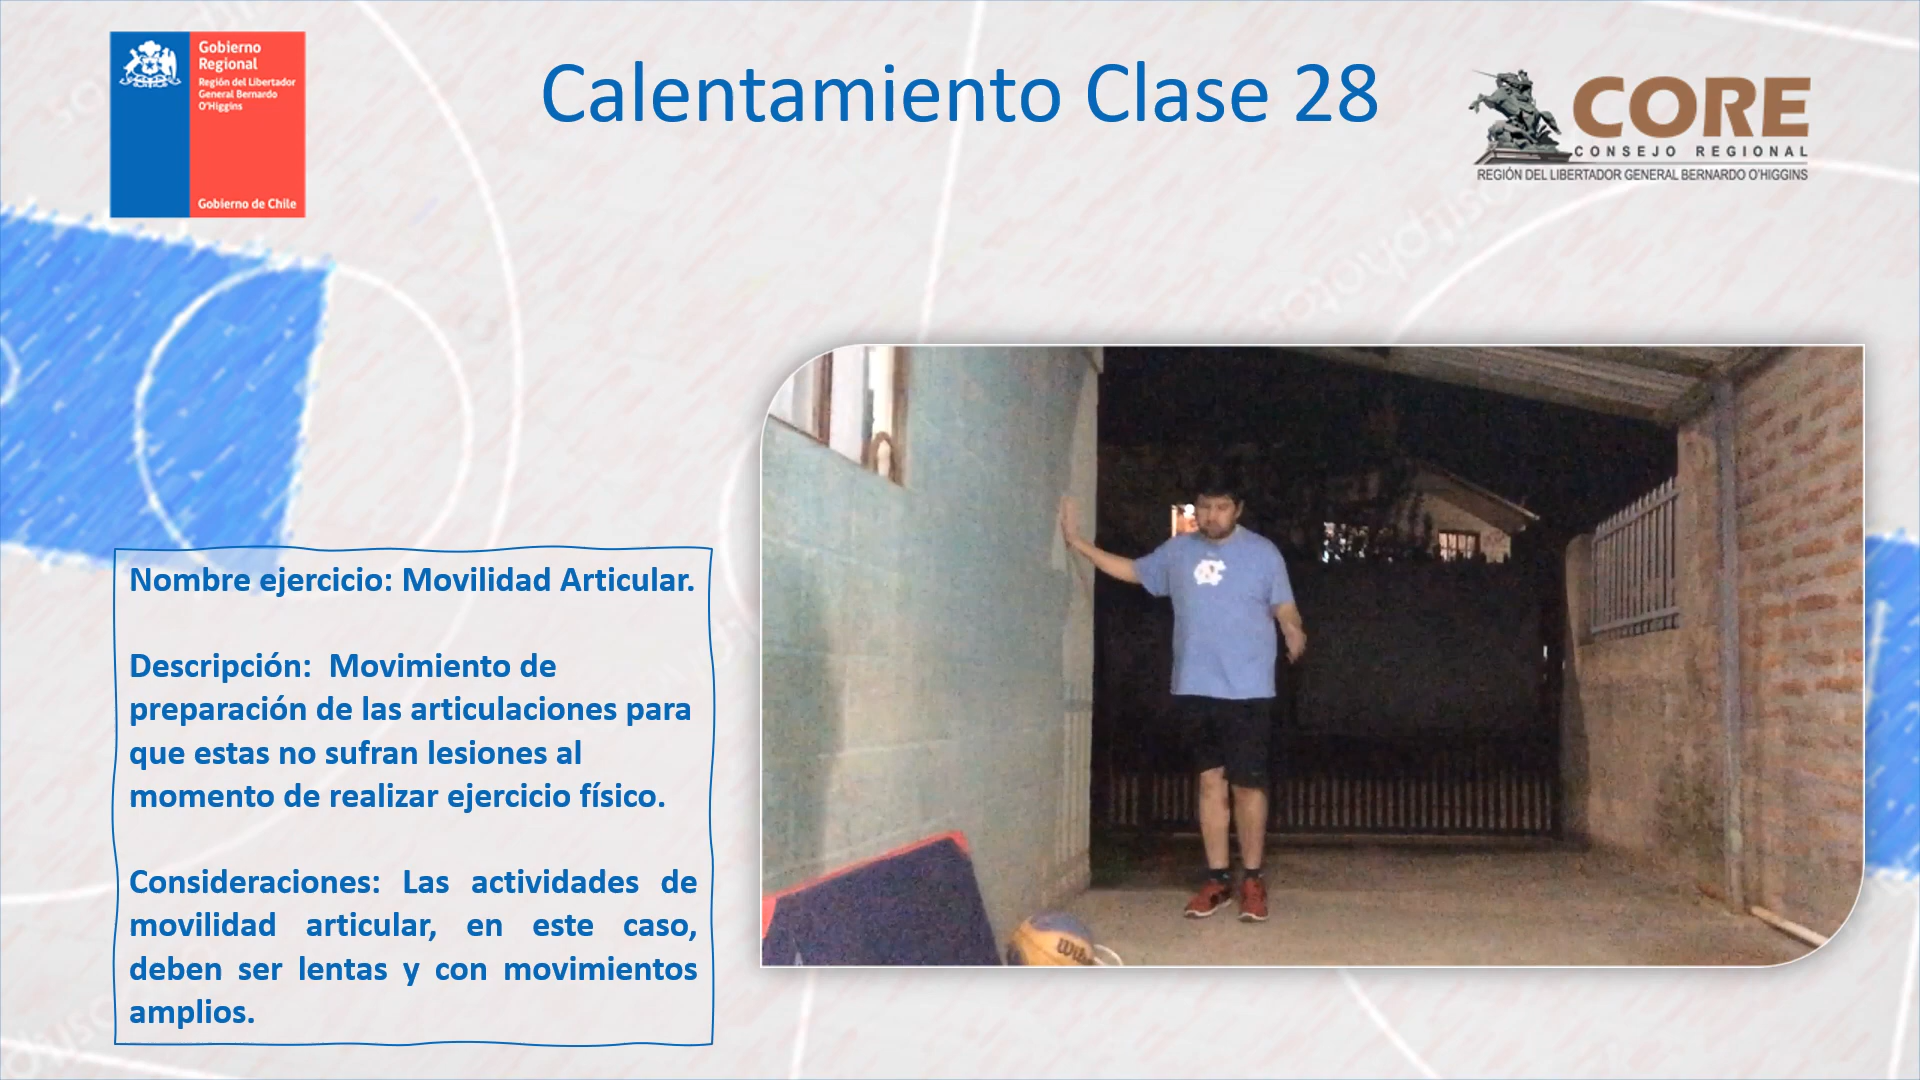 Gobierno
Regional
Región del Libertador
General Bernardo
O'Higgins
Gobierno de Chile
Calentamiento Clase 28
CORE
CONSEJO REGIONAL
REGIÓN DEL LIBERTADOR GENERAL BERNARDO O'HIGGINS
Nombre ejercicio: Movilidad Articular.
Descripción: Movimiento de
preparación de las articulaciones para
que estas no sufran lesiones al
momento de realizar ejercicio físico.
Consideraciones: Las actividades de
movilidad articular, en este caso,
deben ser lentas y con movimientos
amplios.